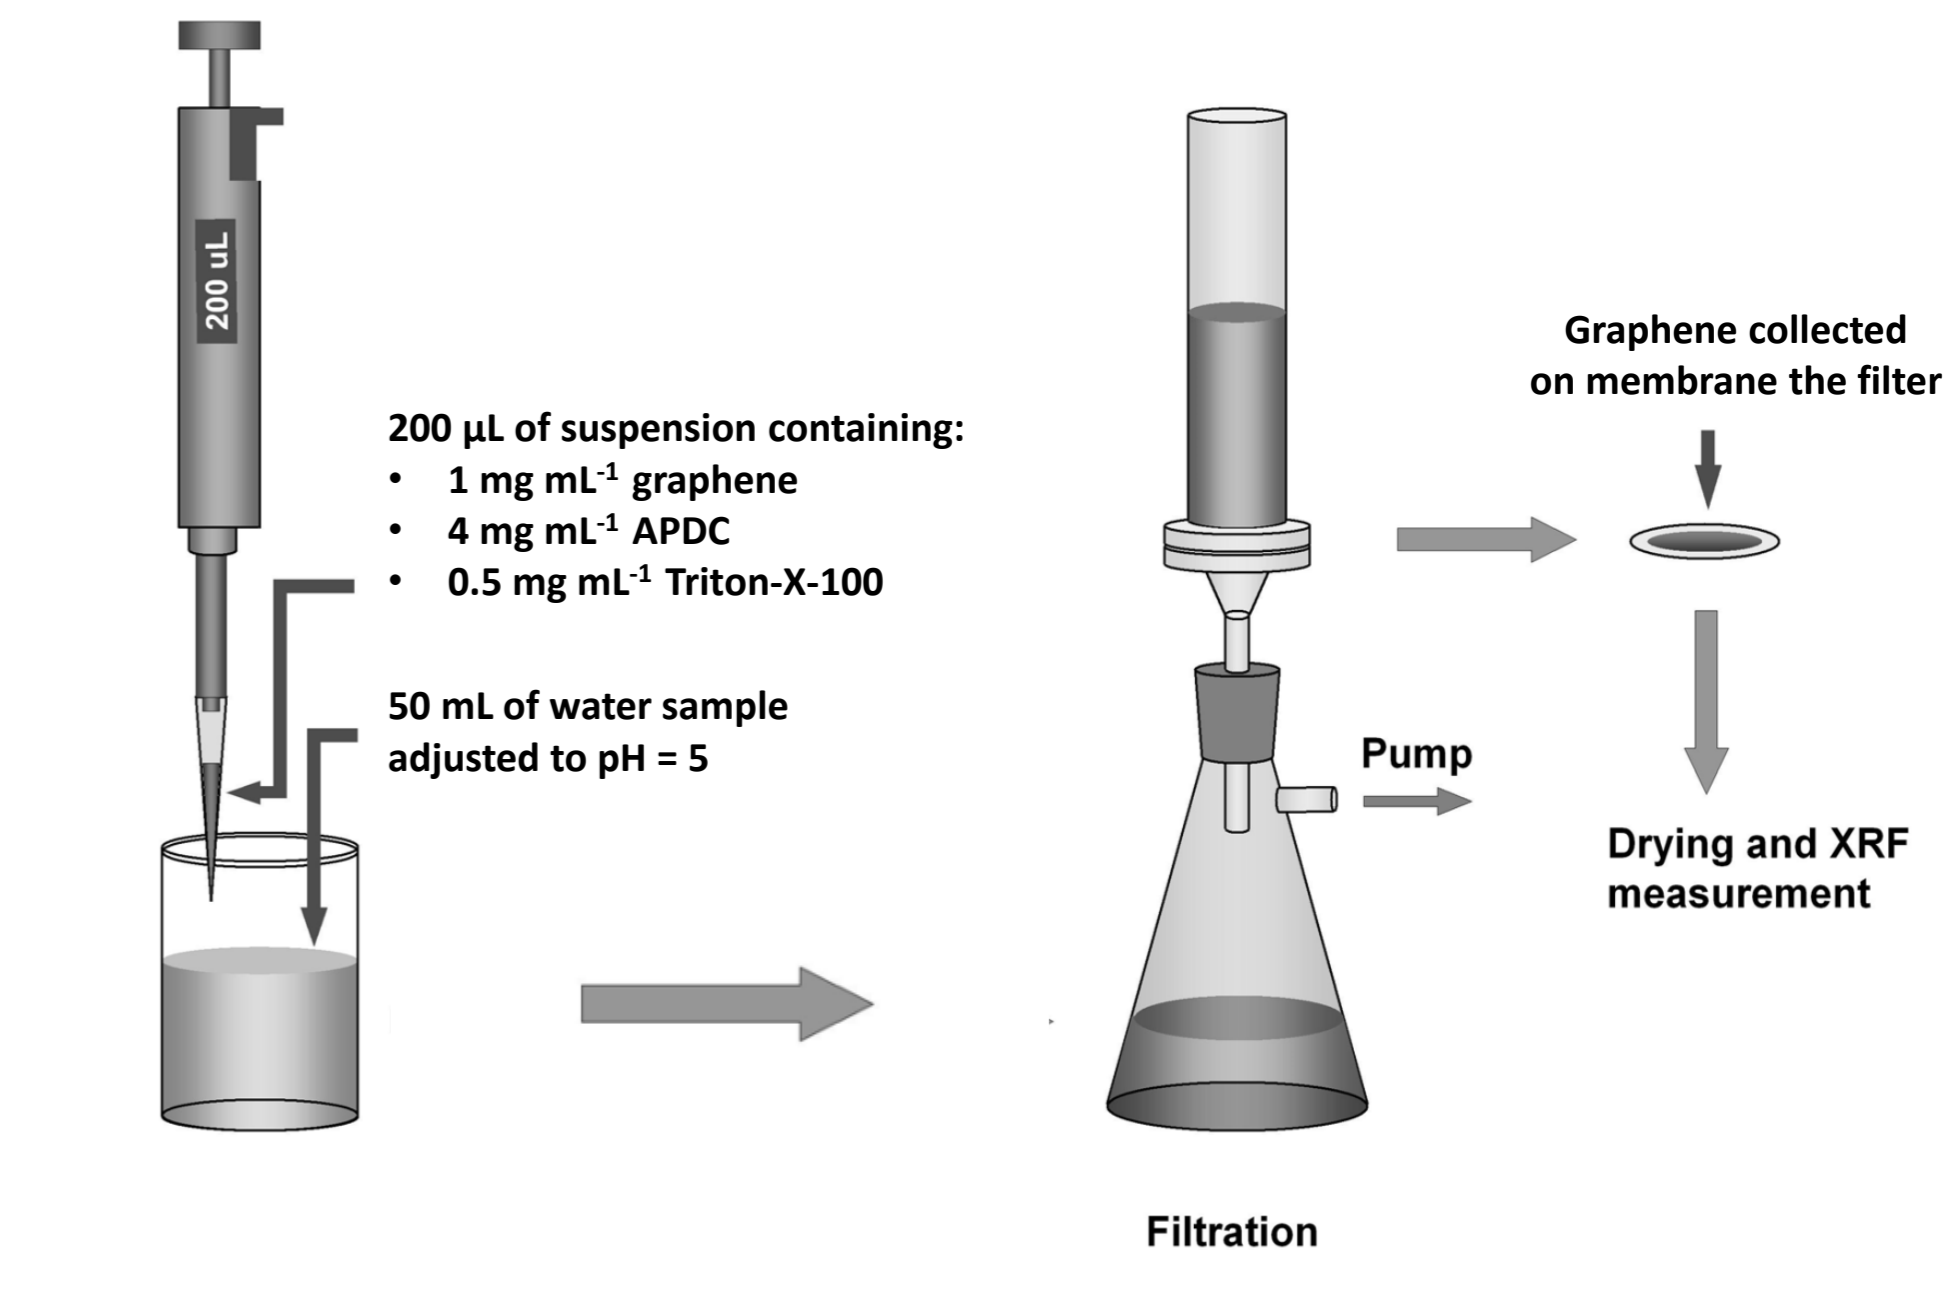 200 uL
200 µL of suspension containing:
• 1 mg mL⁻¹ graphene
• 4 mg mL⁻¹ APDC
• 0.5 mg mL⁻¹ Triton-X-100
50 mL of water sample
adjusted to pH = 5
Graphene collected
on membrane the filter
Pump
Drying and XRF
measurement
Filtration